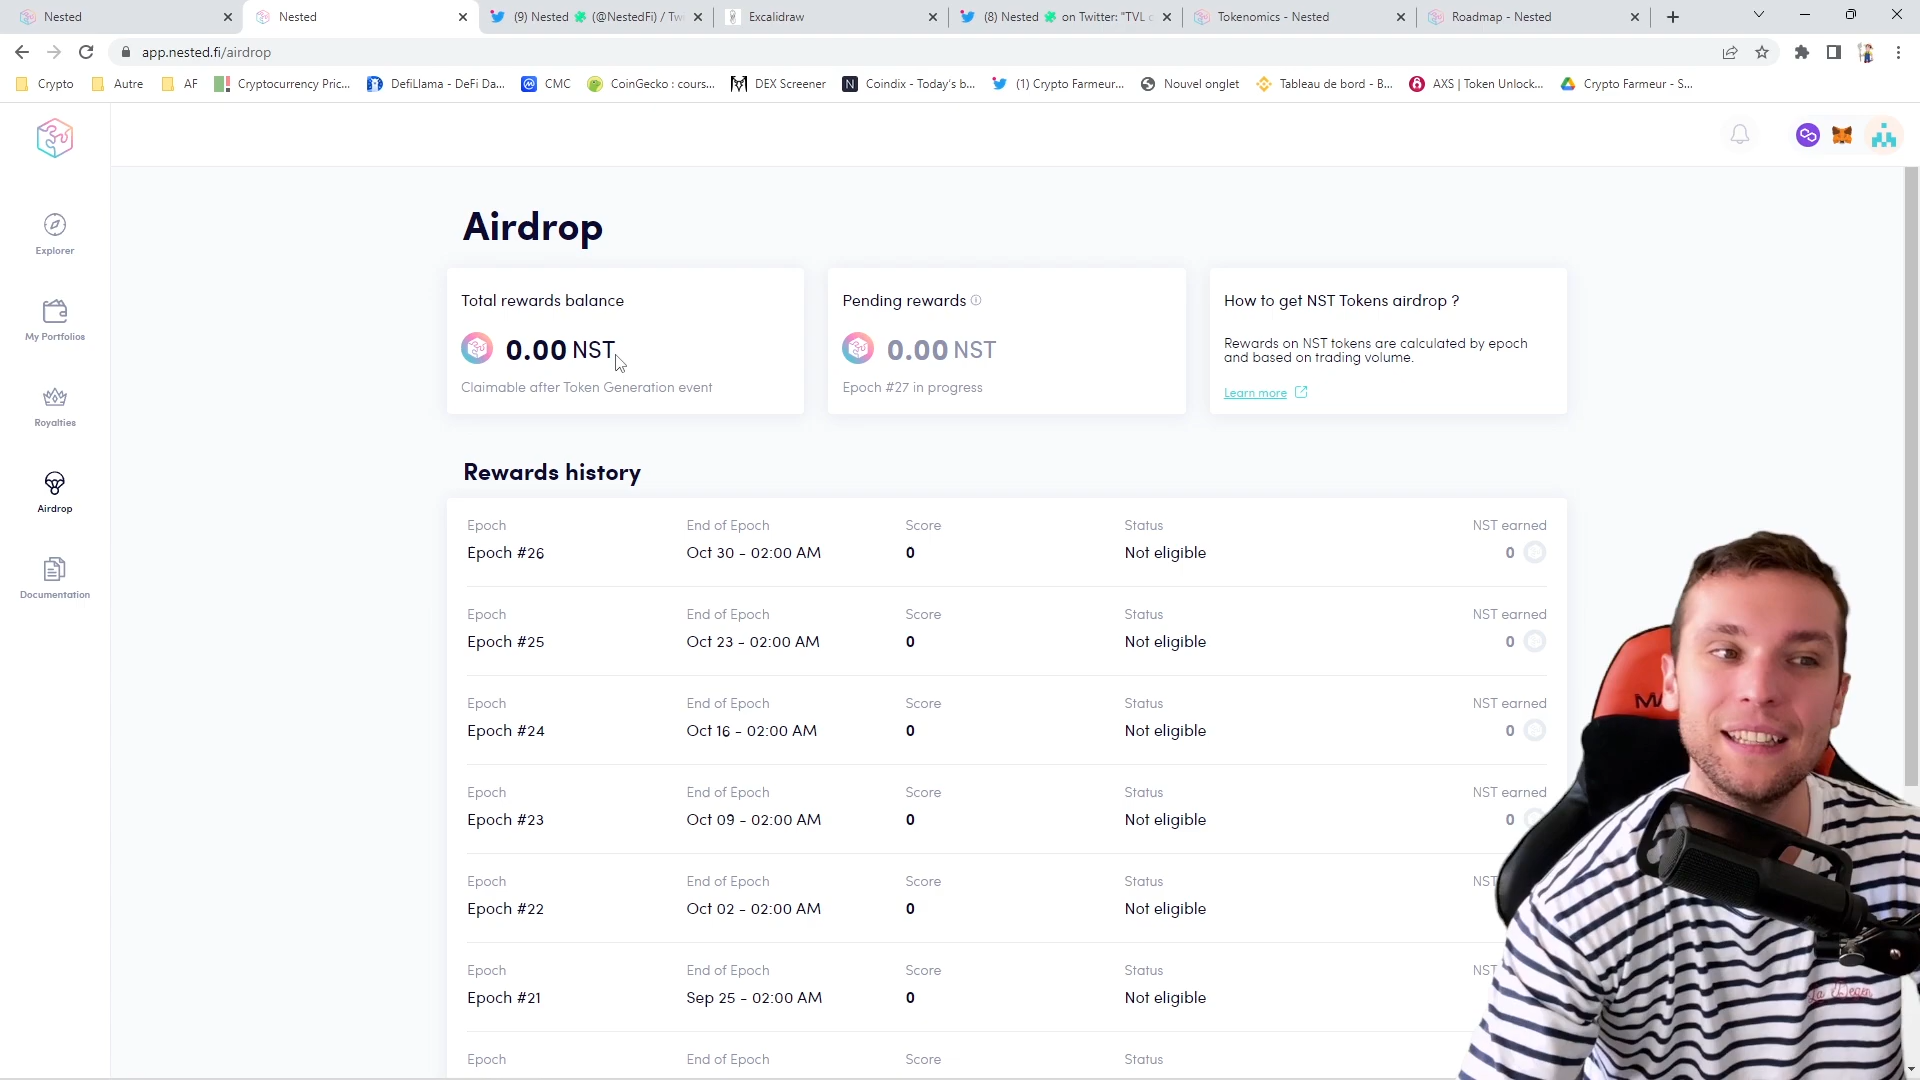 Nested
Nested
(9) Nested (@NestedFi) / Tw
Excalidraw
(8) Nested on Twitter: "TVL
Tokenomics - Nested
Roadmap - Nested
app.nested.fi/airdrop
Crypto
Autre
AF
Cryptocurrency Pric...
DefiLlama - DeFi Da...
CMC
CoinGecko : cours...
DEX Screener
Coindix - Today's b...
(1) Crypto Farmeur...
Nouvel onglet
Tableau de bord - B...
AXS | Token Unlock...
Crypto Farmeur - S...
Explorer
My Portfolios
Royalties
Airdrop
Documentation
Airdrop
Total rewards balance
0.00 NST
Claimable after Token Generation event
Pending rewards
0.00 NST
Epoch #27 in progress
How to get NST Tokens airdrop ?
Rewards on NST tokens are calculated by epoch
and based on trading volume.
Learn more
Rewards history
Epoch End of Epoch Score Status NST earned
Epoch #26 Oct 30 - 02:00 AM 0 Not eligible 0
Epoch End of Epoch Score Status NST earned
Epoch #25 Oct 23 - 02:00 AM 0 Not eligible 0
Epoch End of Epoch Score Status NST earned
Epoch #24 Oct 16 - 02:00 AM 0 Not eligible 0
Epoch End of Epoch Score Status NST earned
Epoch #23 Oct 09 - 02:00 AM 0 Not eligible 0
Epoch End of Epoch Score Status NST
Epoch #22 Oct 02 - 02:00 AM 0 Not eligible
Epoch End of Epoch Score Status NST
Epoch #21 Sep 25 - 02:00 AM 0 Not eligible
Epoch End of Epoch Score Status